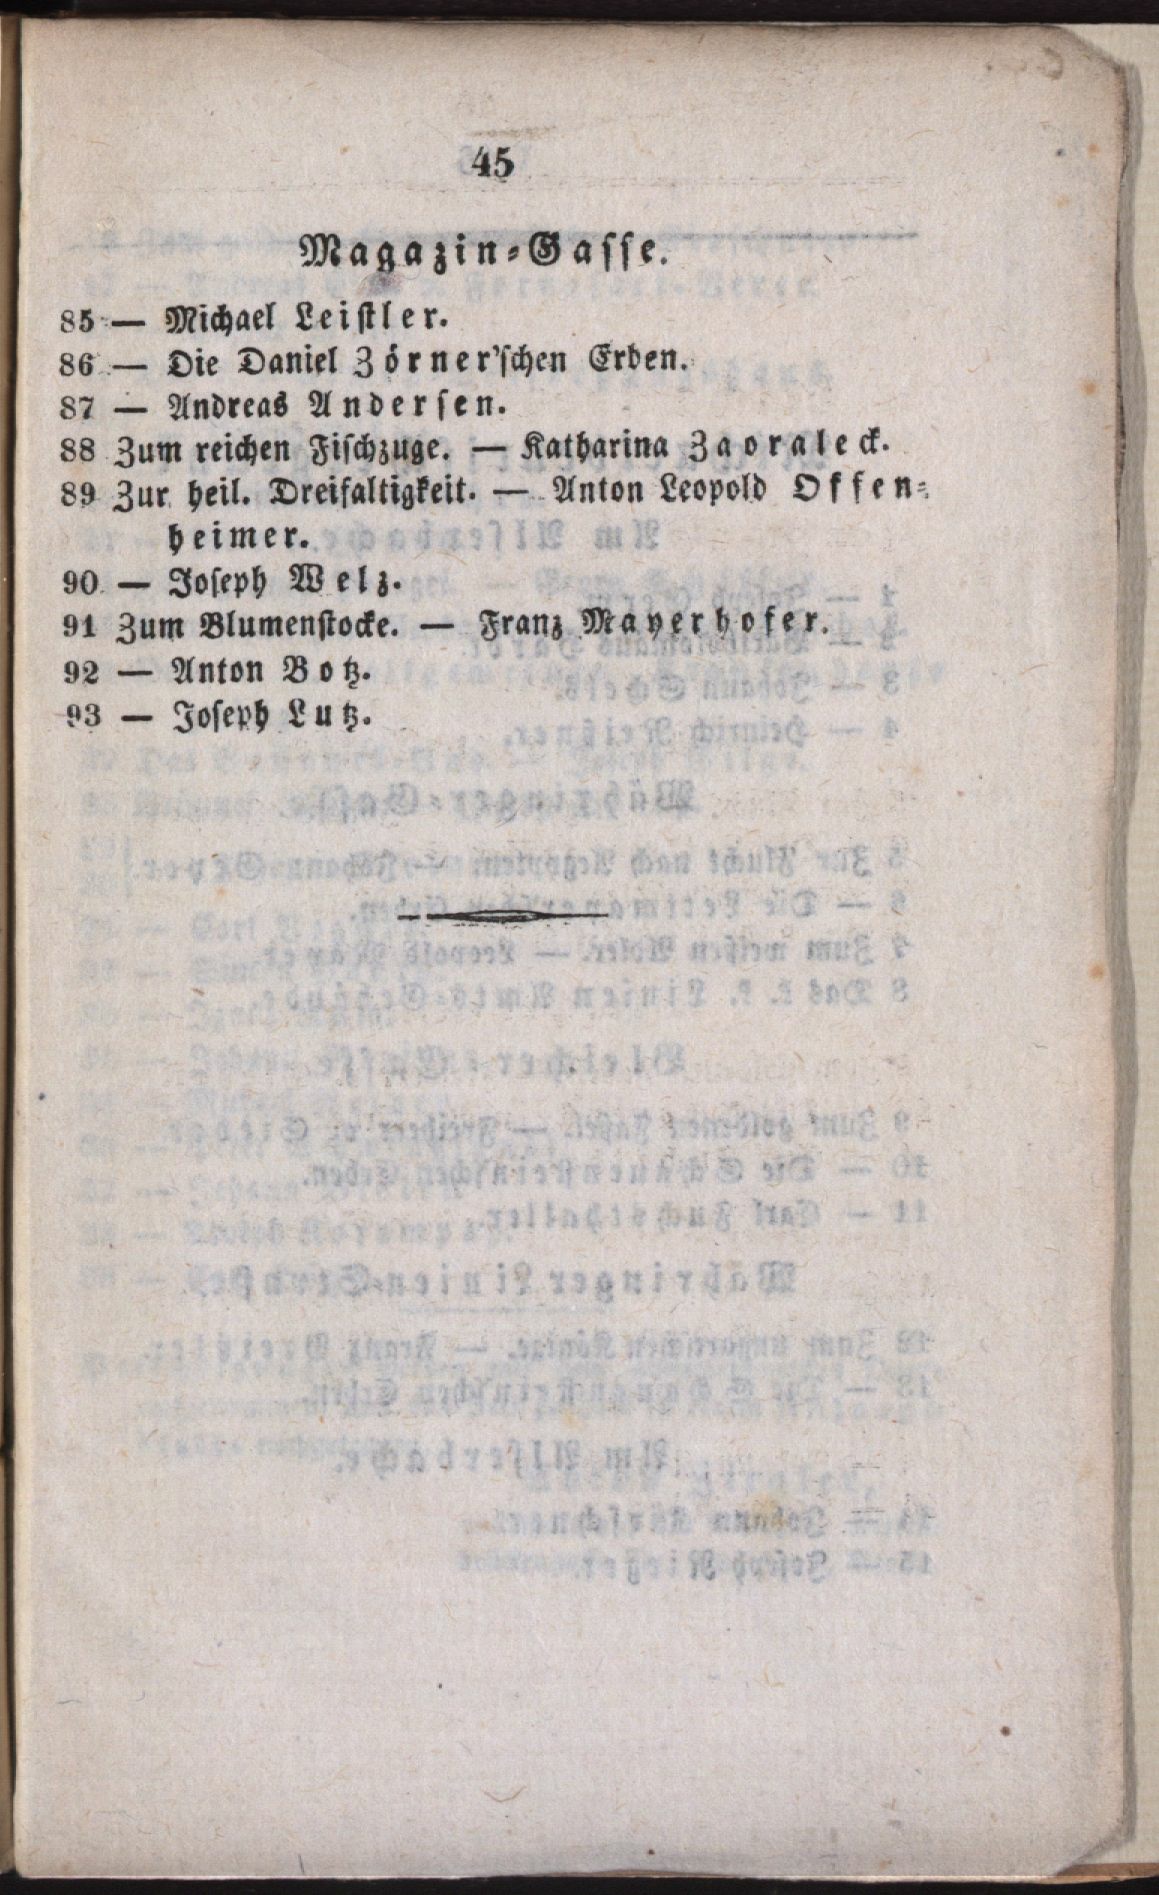 45
Magazin-Gasse.
85 — Michael Leistler.
86 — Die Daniel Zörner'schen Erben.
87 — Andreas Andersen.
88 Zum reichen Fischzuge. — Katharina Zaoraleck.
89 Zur heil. Dreifaltigkeit. — Anton Leopold Offen-
heimer.
90 — Joseph Welz.
91 Zum Blumenstocke. — Franz Mayerhofer.
92 — Anton Botz.
93 — Joseph Lutz.